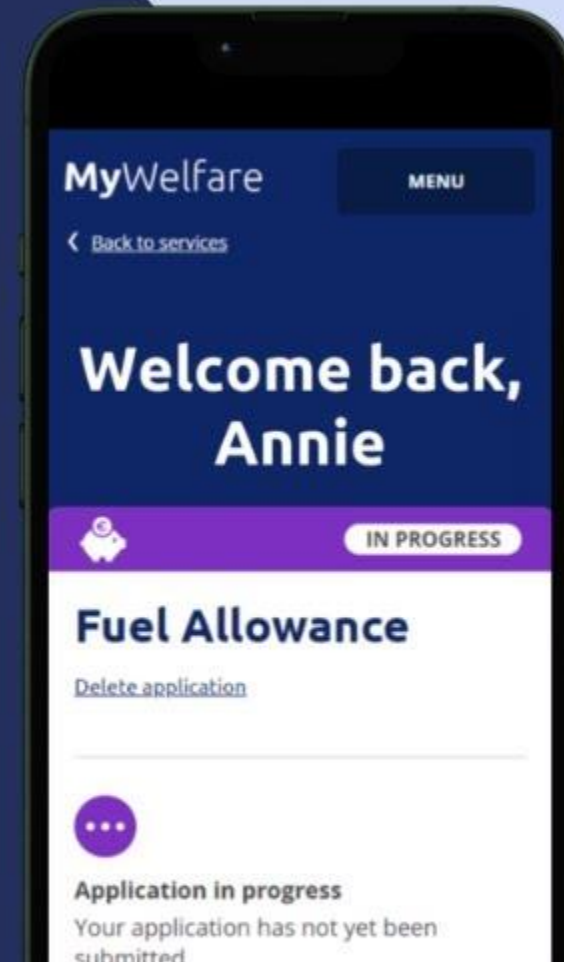 MyWelfare
MENU
Back to services
Welcome back,
Annie
€
IN PROGRESS
Fuel Allowance
Delete application
Application in progress
Your application has not yet been
submitted